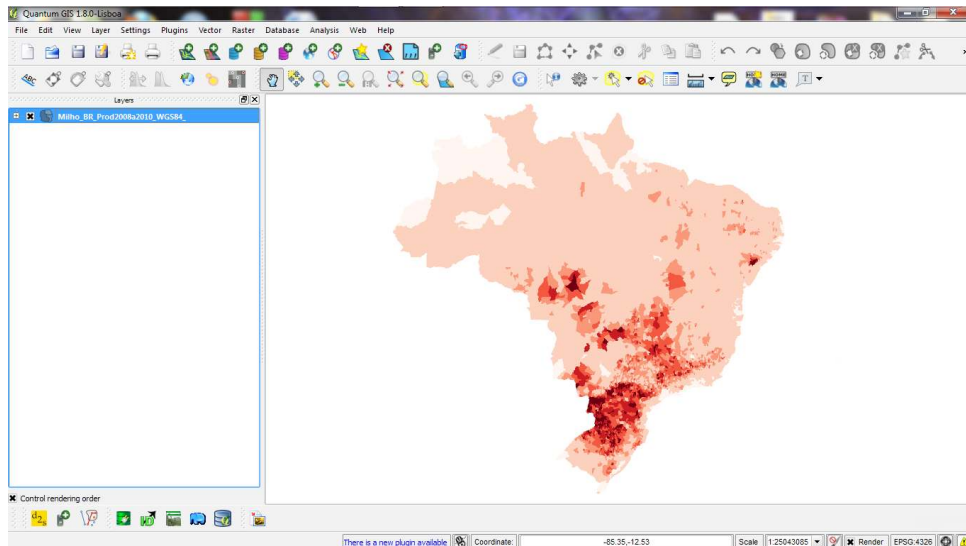 Quantum GIS 1.8.0-Lisboa
File Edit View Layer Settings Plugins Vector Raster Database Analysis Web Help
Layers
Milho_BR_Prod2008a2010_WGS84_
Control rendering order
There is a new plugin available
Coordinate:
-85.35,-12.53
Scale
1:25043085
Render
EPSG:4326